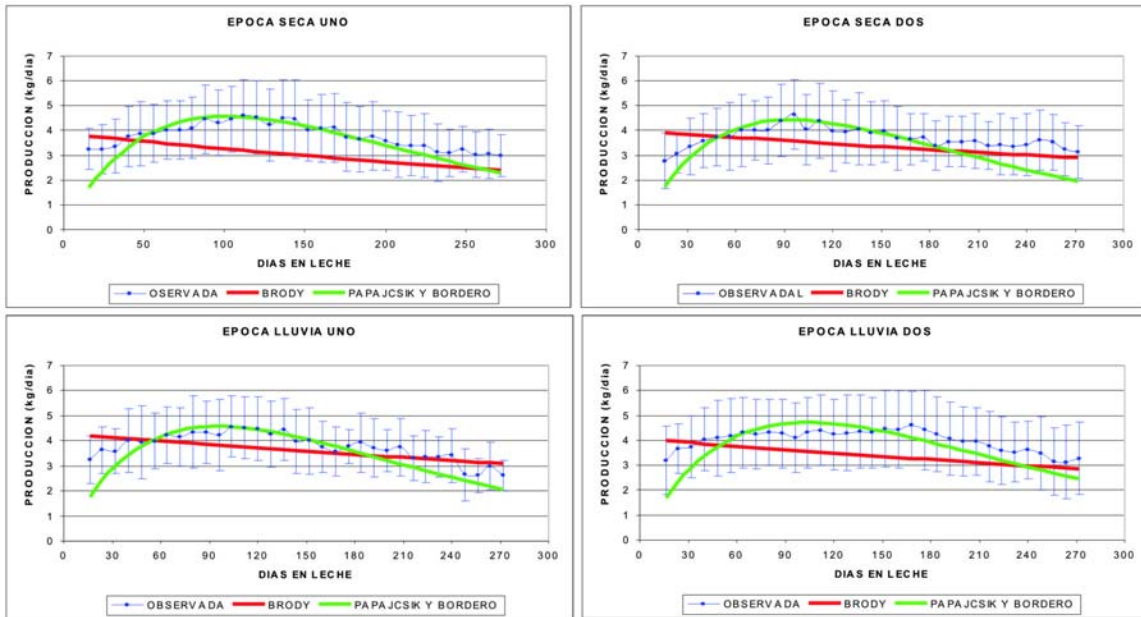 EPOCA SECA UNO
PRODUCCION (kg/dia)
7
6
5
4
3
2
1
0
0 50 100 150 200 250 300
DIAS EN LECHE
OSERVADA BRODY PAPAJCSIK Y BORDERO
EPOCA SECA DOS
PRODUCCION (kg/dia)
7
6
5
4
3
2
1
0
0 30 60 90 120 150 180 210 240 270 300
DIAS EN LECHE
OBSERVADAL BRODY PAPAJCSIK Y BORDERO
EPOCA LLUVIA UNO
PRODUCCION (kg/dia)
7
6
5
4
3
2
1
0
0 30 60 90 120 150 180 210 240 270 300
DIAS EN LECHE
OBSERVADA BRODY PAPAJCSIK Y BORDERO
EPOCA LLUVIA DOS
PRODUCCION (kg/dia)
7
6
5
4
3
2
1
0
0 30 60 90 120 150 180 210 240 270 300
DIAS EN LECHE
OBSERVADA BRODY PAPAJCSIK Y BORDERO